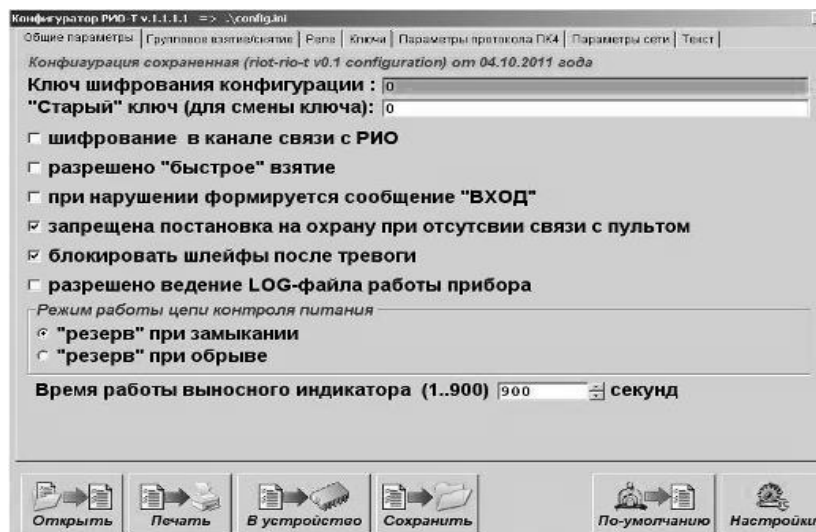 Конфигуратор РИО-Т v.1.1.1.1 => .\config.ini
Общие параметры Групповое взятие/снятие Реле Ключи Параметры протокола ПК4 Параметры сети Текст
Конфигурация сохраненная (riot-rio-t v0.1 configuration) от 04.10.2011 года
Ключ шифрования конфигурации : 0
"Старый" ключ (для смены ключа): 0
шифрование в канале связи с РИО
разрешено "быстрое" взятие
при нарушении формируется сообщение "ВХОД"
запрещена постановка на охрану при отсутсвии связи с пультом
блокировать шлейфы после тревоги
разрешено ведение LOG-файла работы прибора
Режим работы цепи контроля питания
"резерв" при замыкании
"резерв" при обрыве
Время работы выносного индикатора (1..900) 900 секунд
Открыть Печать В устройство Сохранить По-умолчанию Настройки